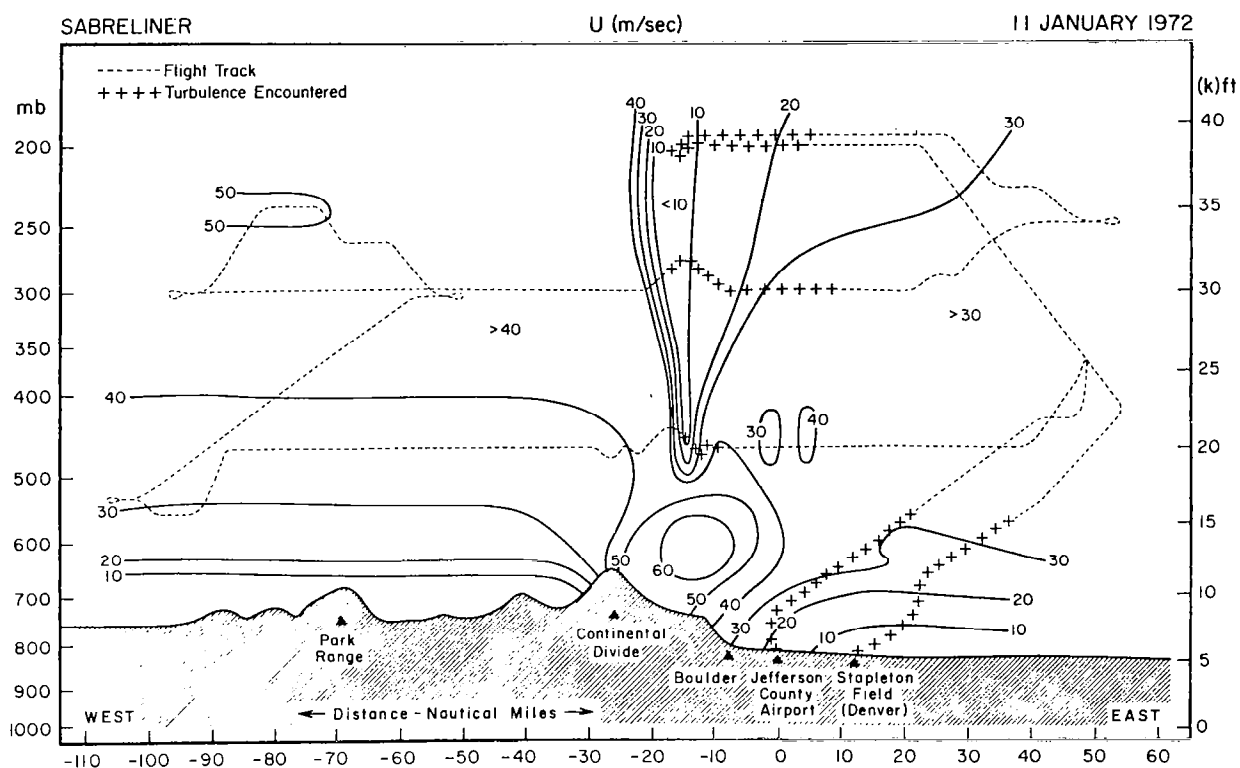 SABRELINER
U (m/sec)
11 JANUARY 1972
------ Flight Track
++++ Turbulence Encountered
mb
(k)ft
40
30
20
10
10
20
30
40
200
50
<10
35
250
50
300
30
>40
>30
350
25
400
40
30
40
20
500
30
15
600
50
60
30
20
10
10
700
50
40
20
Park
Range
Continental
Divide
30
20
10
10
800
5
Boulder
Jefferson
County
Airport
Stapleton
Field
(Denver)
900
WEST
← Distance – Nautical Miles →
EAST
1000
0
-110 -100 -90 -80 -70 -60 -50 -40 -30 -20 -10 0 10 20 30 40 50 60